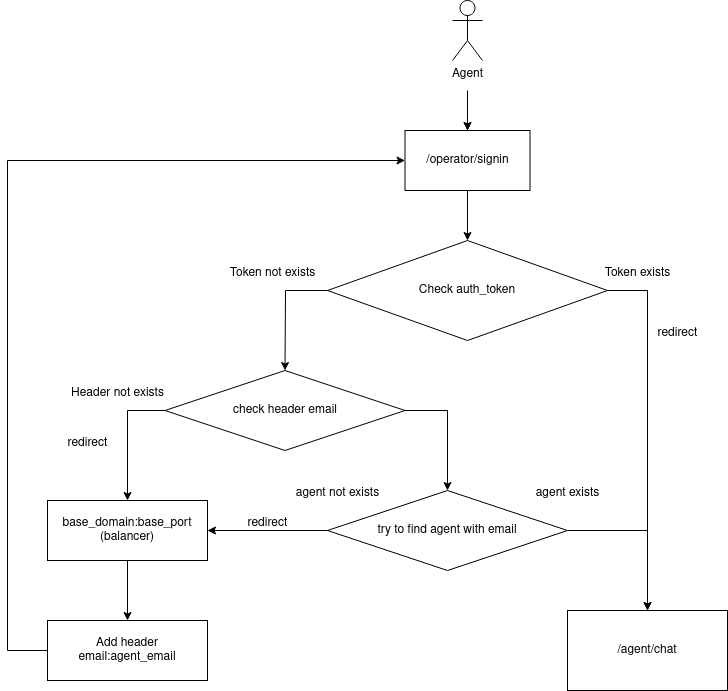 Agent
/operator/signin
Token not exists
Token exists
Check auth_token
redirect
Header not exists
check header email
redirect
agent not exists
agent exists
base_domain:base_port
(balancer)
redirect
try to find agent with email
Add header
email:agent_email
/agent/chat